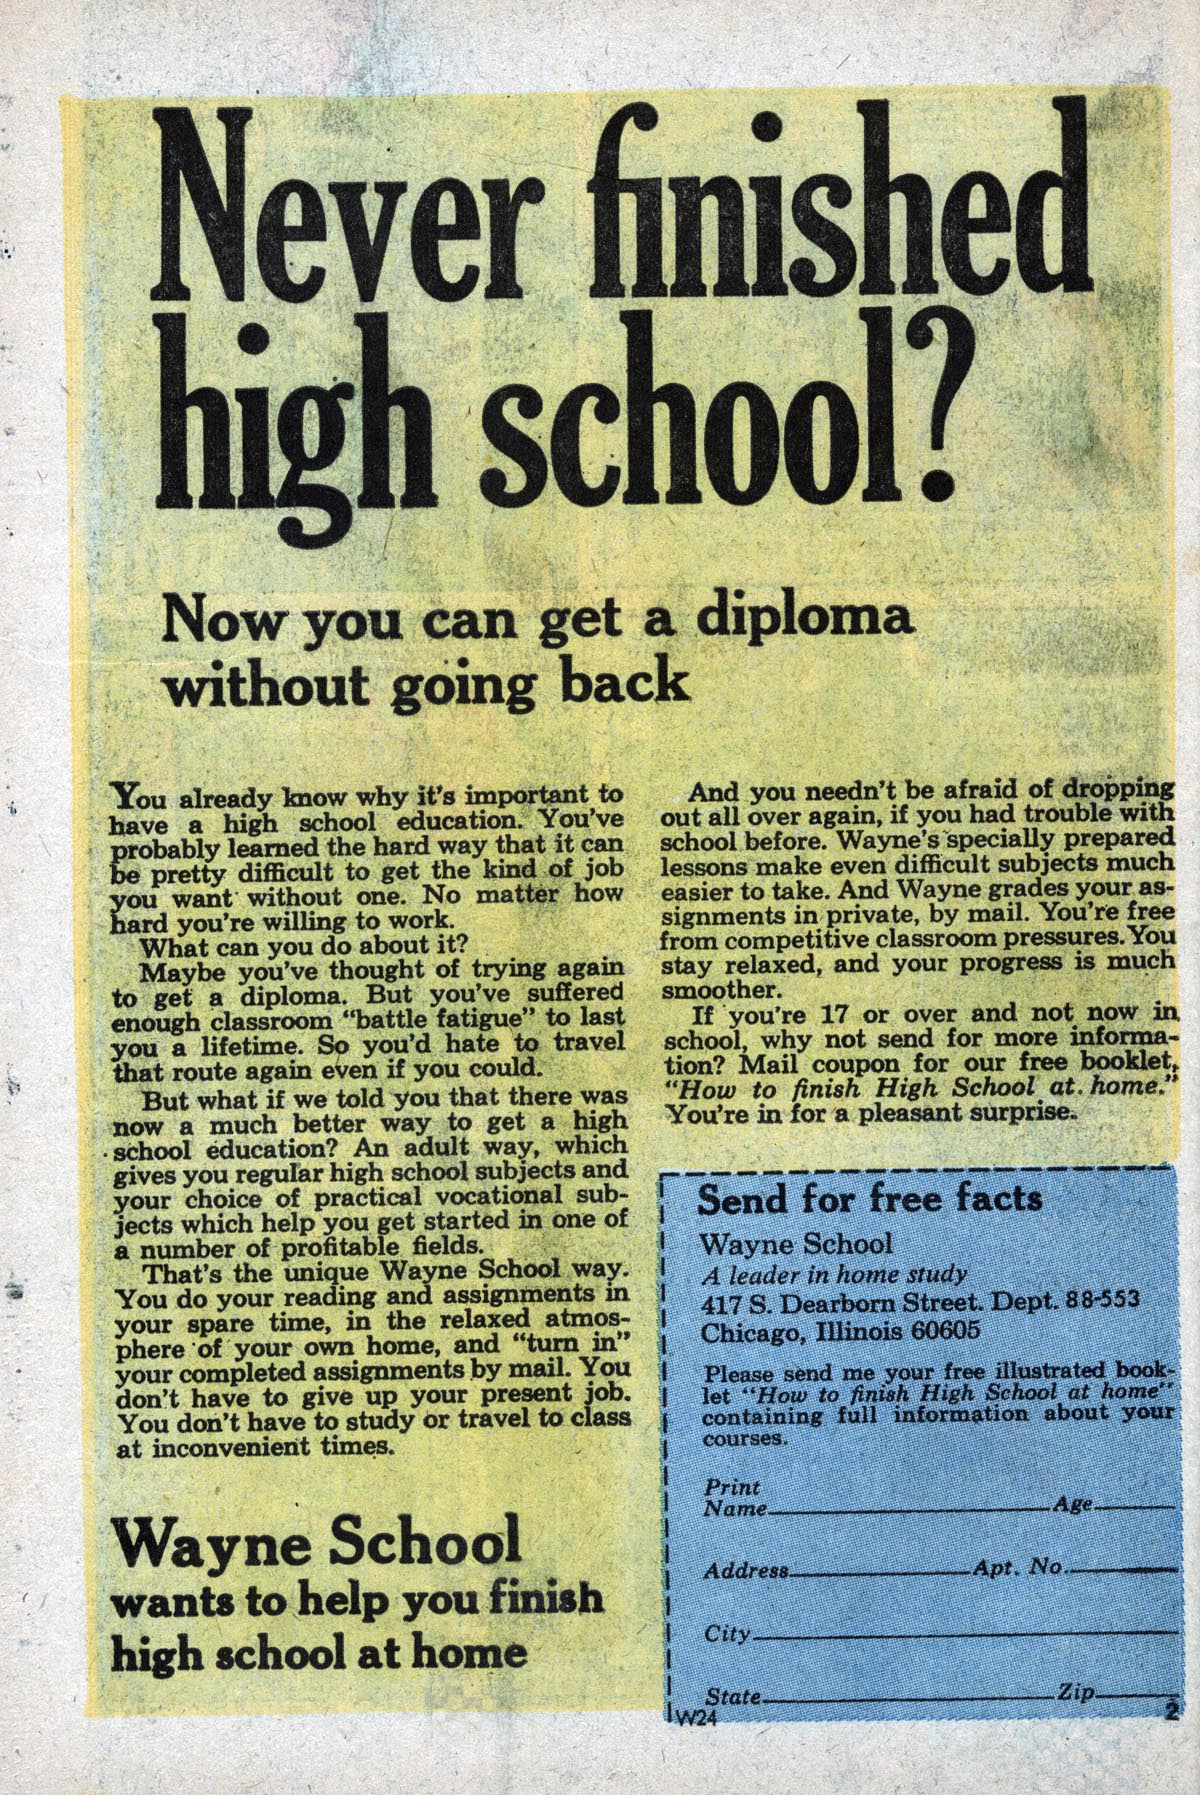 Never finished
high school?
Now you can get a diploma
without going back
You already know why it's important to
have a high school education. You've
probably learned the hard way that it can
be pretty difficult to get the kind of job
you want without one. No matter how
hard you're willing to work.
What can you do about it?
Maybe you've thought of trying again
to get a diploma. But you've suffered
enough classroom "battle fatigue" to last
you a lifetime. So you'd hate to travel
that route again even if you could.
But what if we told you that there was
now a much better way to get a high
school education? An adult way, which
gives you regular high school subjects and
your choice of practical vocational sub-
jects which help you get started in one of
a number of profitable fields.
That's the unique Wayne School way.
You do your reading and assignments in
your spare time, in the relaxed atmos-
phere of your own home, and "turn in"
your completed assignments by mail. You
don't have to give up your present job.
You don't have to study or travel to class
at inconvenient times.
Wayne School
wants to help you finish
high school at home
And you needn't be afraid of dropping
out all over again, if you had trouble with
school before. Wayne's specially prepared
lessons make even difficult subjects much
easier to take. And Wayne grades your as-
signments in private, by mail. You're free
from competitive classroom pressures. You
stay relaxed, and your progress is much
smoother.
If you're 17 or over and not now in
school, why not send for more informa-
tion? Mail coupon for our free booklet,
"How to finish High School at home."
You're in for a pleasant surprise.
Send for free facts
Wayne School
A leader in home study
417 S. Dearborn Street. Dept. 88-553
Chicago, Illinois 60605
Please send me your free illustrated book-
let "How to finish High School at home"
containing full information about your
courses.
Print
Name Age
Address Apt. No.
City
State Zip
W24 2